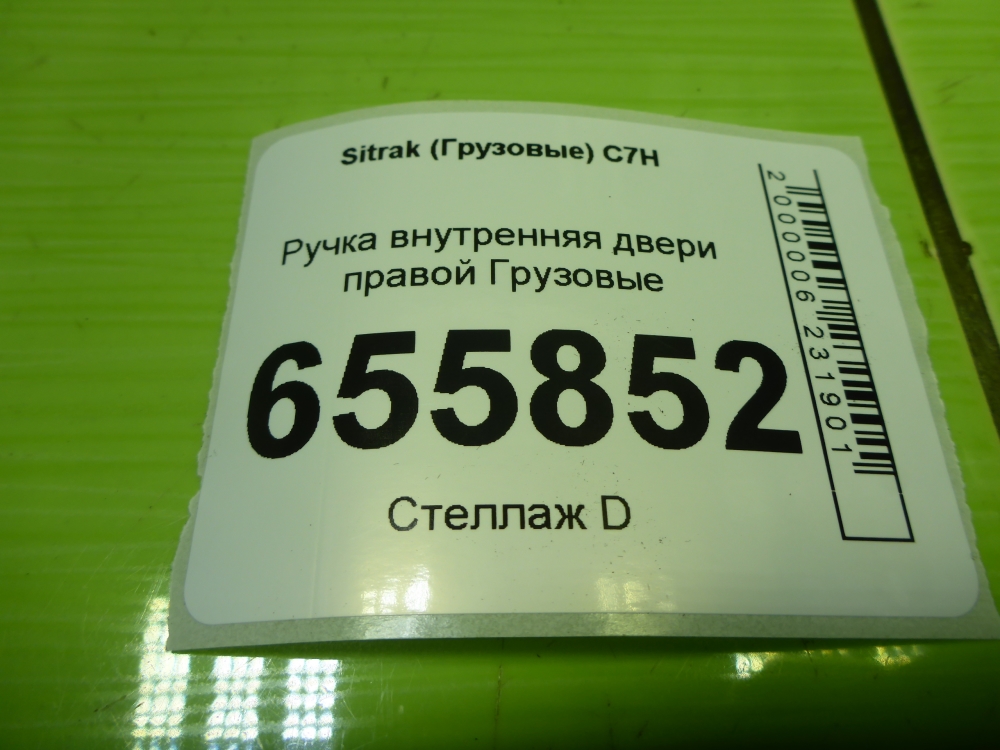 Sitrak (Грузовые) C7H
Ручка внутренняя двери
правой Грузовые
655852
Стеллаж D
2000006231901